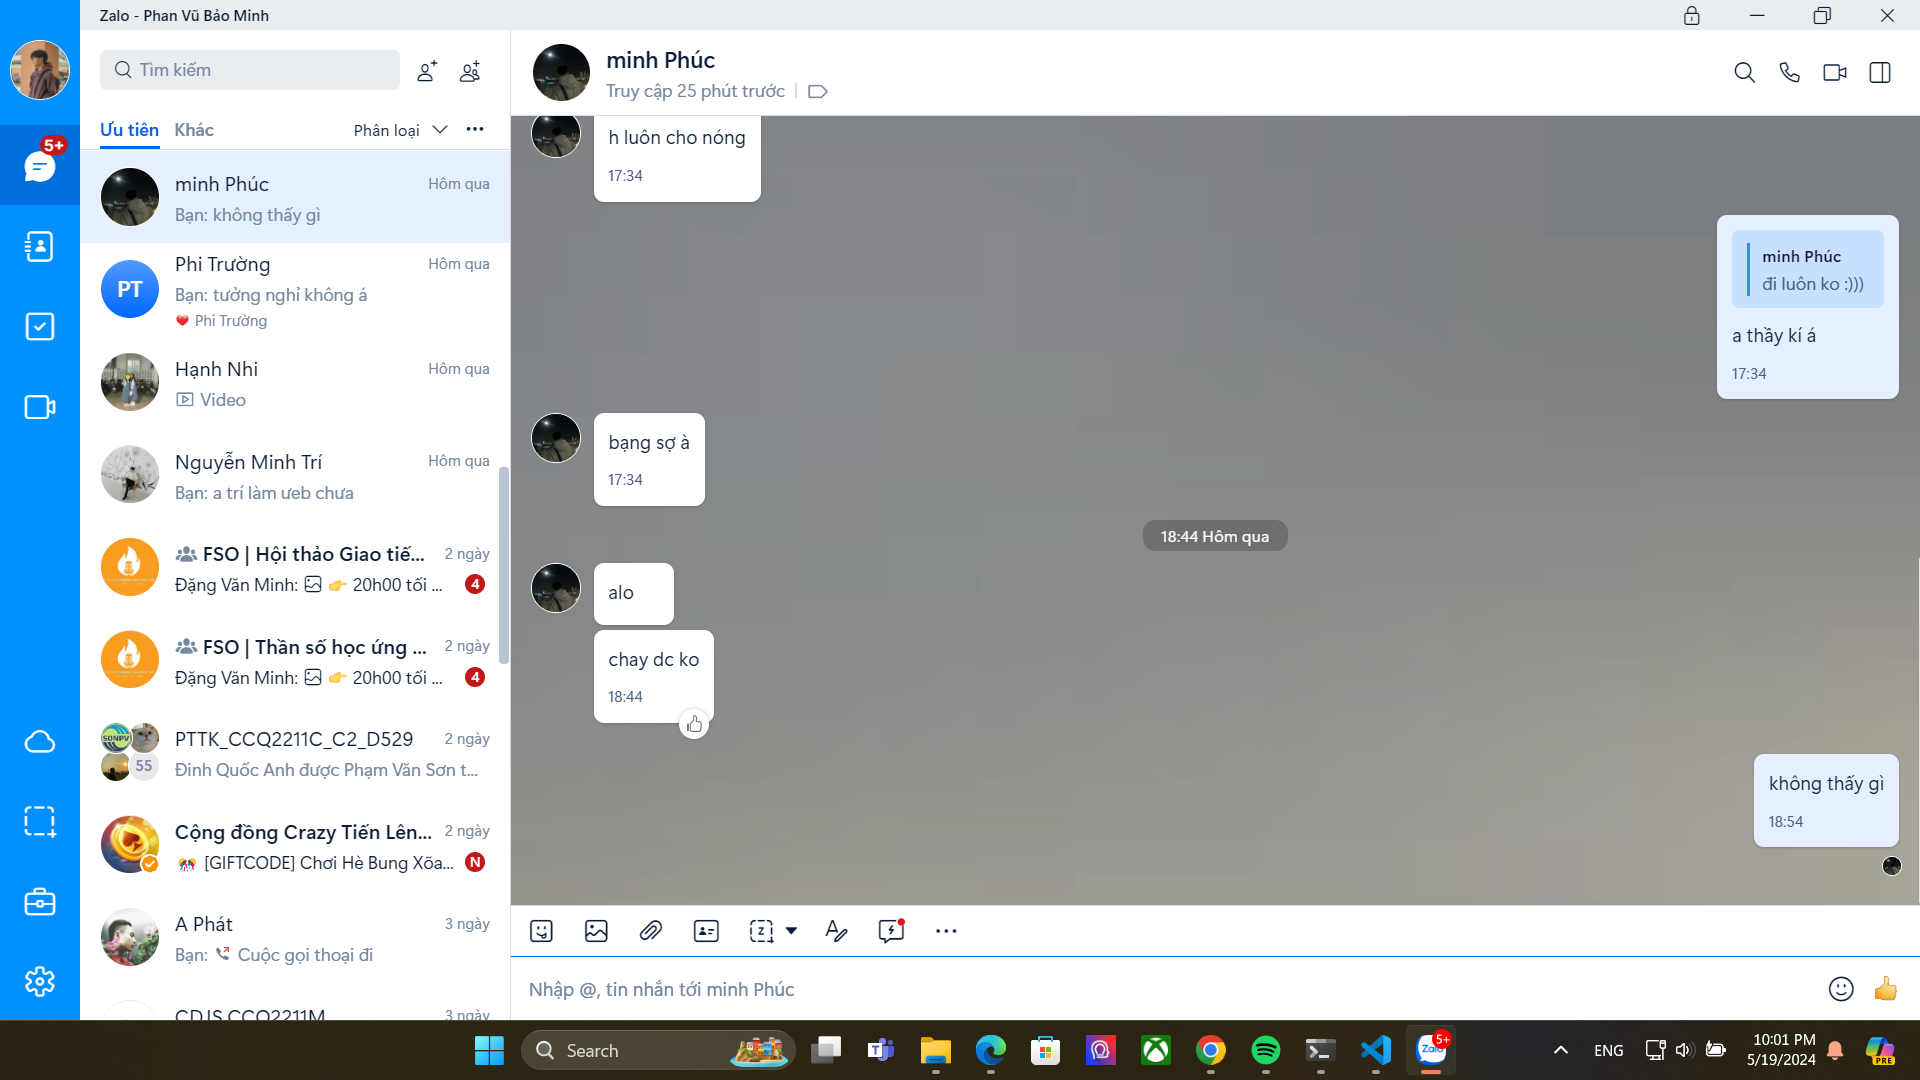 Zalo - Phan Vũ Bảo Minh
Tìm kiếm
Ưu tiên
Khác
Phân loại
5+
minh Phúc
Hôm qua
Bạn: không thấy gì
PT
Phi Trường
Hôm qua
Bạn: tưởng nghỉ không á
Phi Trường
Hạnh Nhi
Hôm qua
Video
Nguyễn Minh Trí
Hôm qua
Bạn: a trí làm ưeb chưa
FSO | Hội thảo Giao tiế...
2 ngày
Đặng Văn Minh: 👉 20h00 tối ...
4
FSO | Thần số học ứng ...
2 ngày
Đặng Văn Minh: 👉 20h00 tối ...
4
SONPV
55
PTTK_CCQ2211C_C2_D529
2 ngày
Đinh Quốc Anh được Phạm Văn Sơn t...
Cộng đồng Crazy Tiến Lên...
2 ngày
[GIFTCODE] Chơi Hè Bung Xõa...
N
A Phát
3 ngày
Bạn: Cuộc gọi thoại đi
CDJS CCQ2211M
3 ngày
minh Phúc
Truy cập 25 phút trước
h luôn cho nóng
17:34
minh Phúc
đi luôn ko :)))
a thầy kí á
17:34
bạng sợ à
17:34
18:44 Hôm qua
alo
chay dc ko
18:44
không thấy gì
18:54
Nhập @, tin nhắn tới minh Phúc
Search
Zalo
5+
ENG
10:01 PM
5/19/2024
PRE